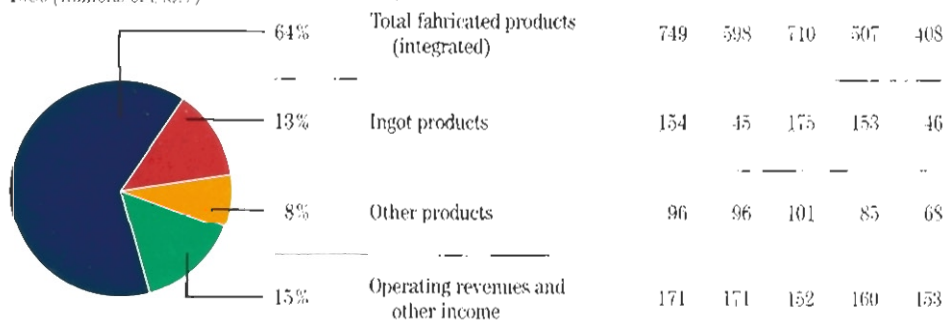 64% Total fabricated products 749 598 710 507 408
(integrated)
13% Ingot products 154 45 175 153 46
8% Other products 96 96 101 85 68
15% Operating revenues and
other income 171 171 152 160 153